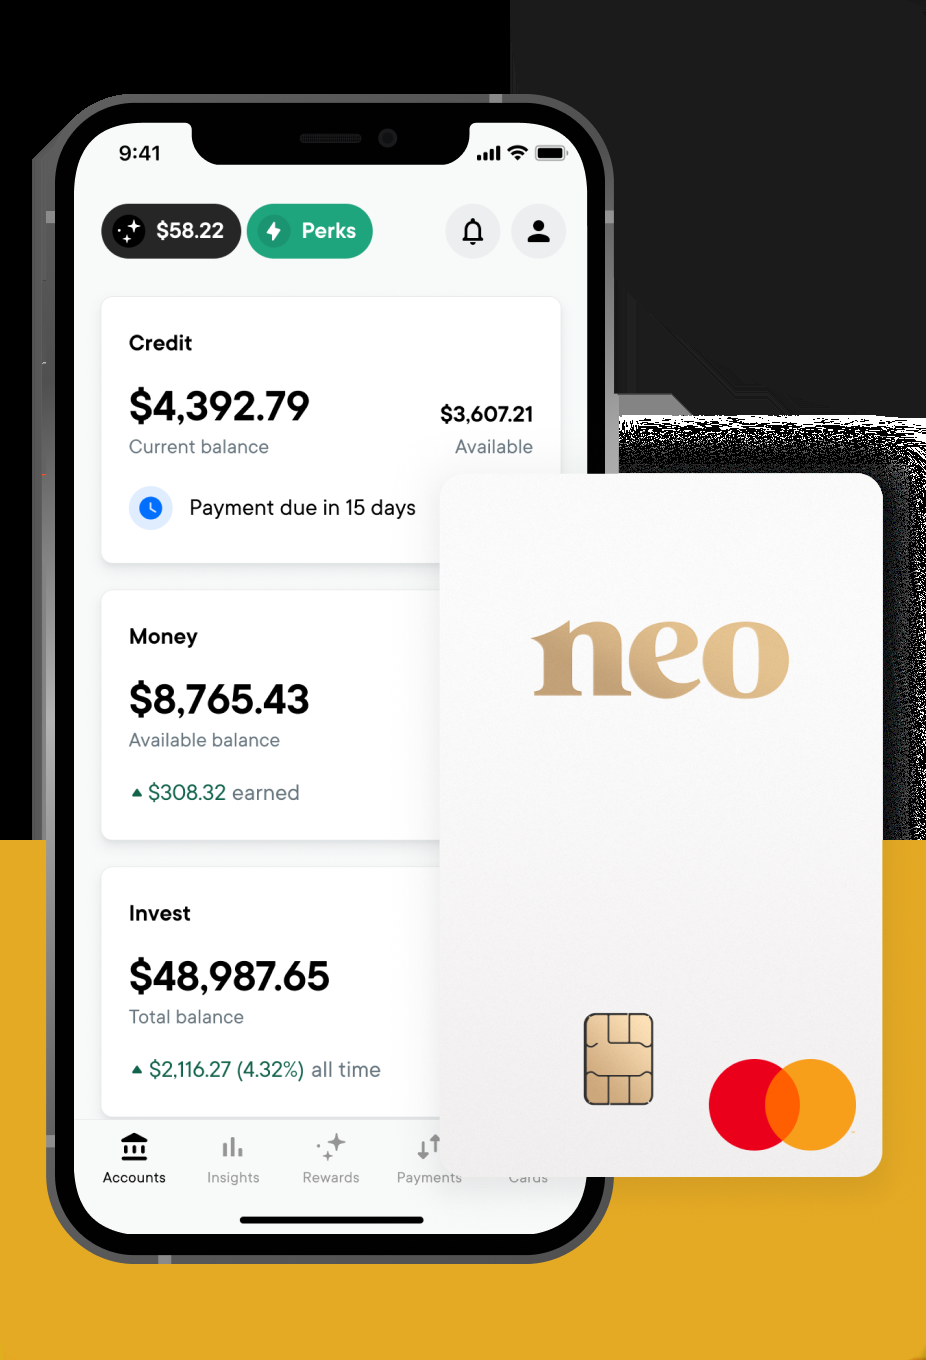 9:41
$58.22 Perks
Credit
$4,392.79 $3,607.21
Current balance Available
Payment due in 15 days
Money
$8,765.43
Available balance
$308.32 earned
neo
Invest
$48,987.65
Total balance
$2,116.27 (4.32%) all time
Accounts Insights Rewards Payments Cards